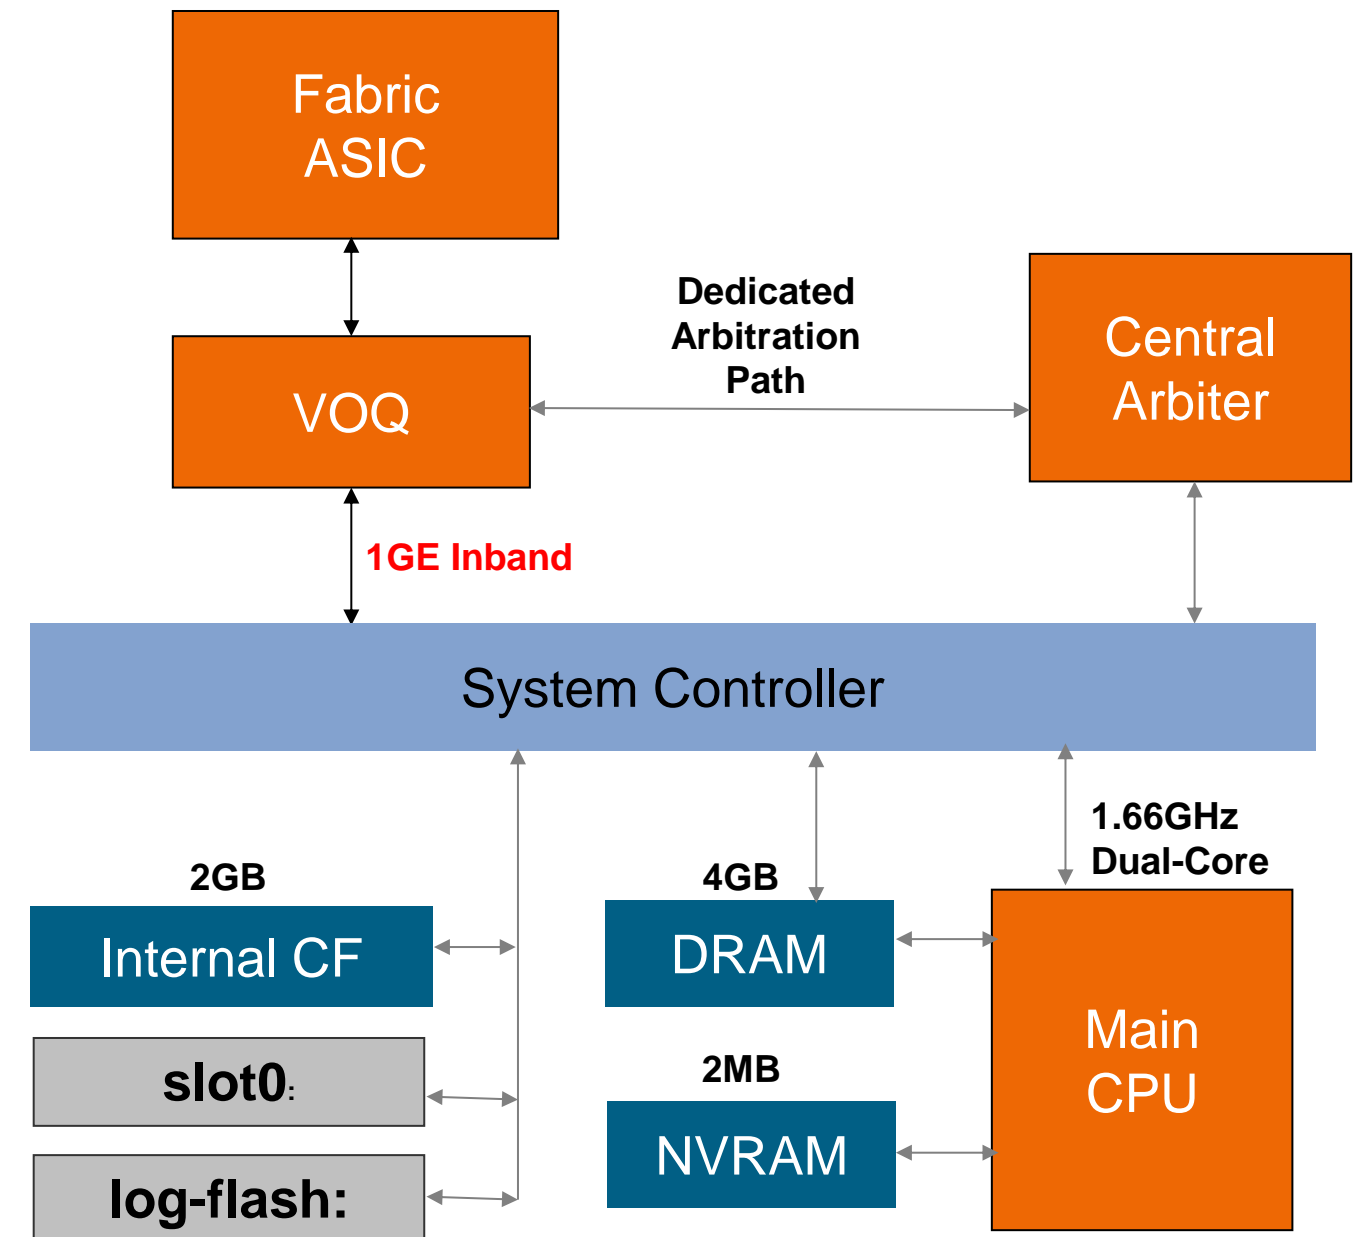 Fabric
ASIC
Dedicated
Arbitration
Path
Central
Arbiter
VOQ
1GE Inband
System Controller
1.66GHz
Dual-Core
2GB
4GB
Internal CF
DRAM
Main
CPU
slot0:
2MB
NVRAM
log-flash: